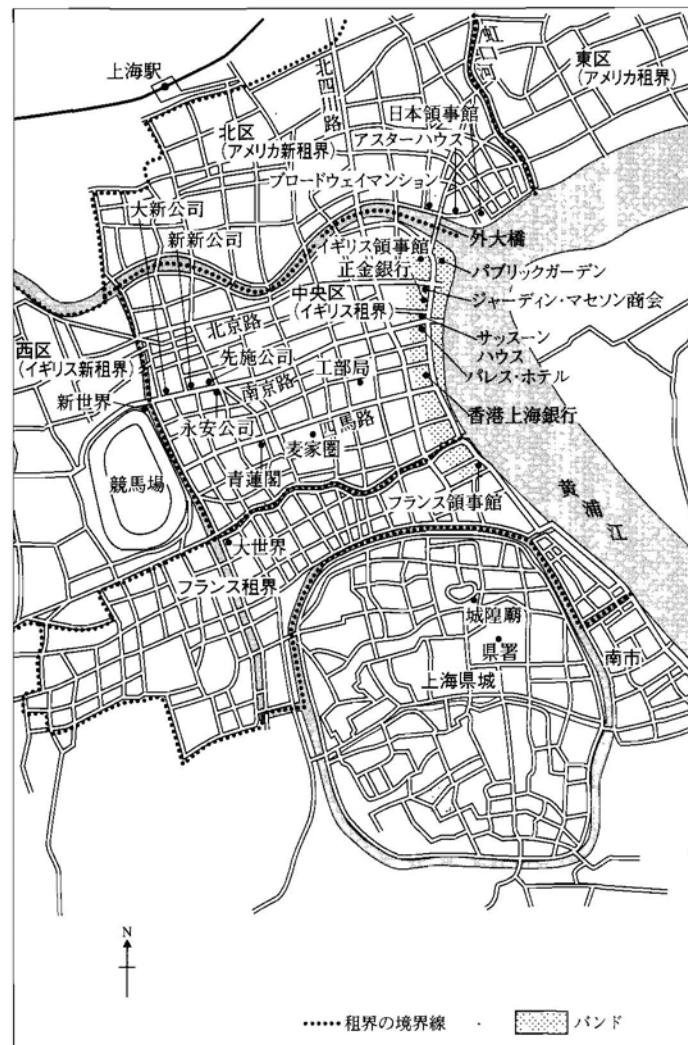 上海駅
北四川路
虹口河
東区
(アメリカ租界)
日本領事館
北区
(アメリカ新租界)
アスターハウス
ブロードウェイマンション
大新公司
新新公司
外大橋
イギリス領事館
正金銀行
パブリックガーデン
中央区
(イギリス租界)
ジャーディン・マセソン商会
北京路
サッスーン
ハウス
西区
(イギリス新租界)
先施公司
南京路
工部局
パレス・ホテル
新世界
永安公司
四馬路
香港上海銀行
麦家圏
競馬場
青蓮閣
フランス領事館
黄浦江
大世界
フランス租界
城隍廟
県署
南市
上海県城
N
租界の境界線
バンド